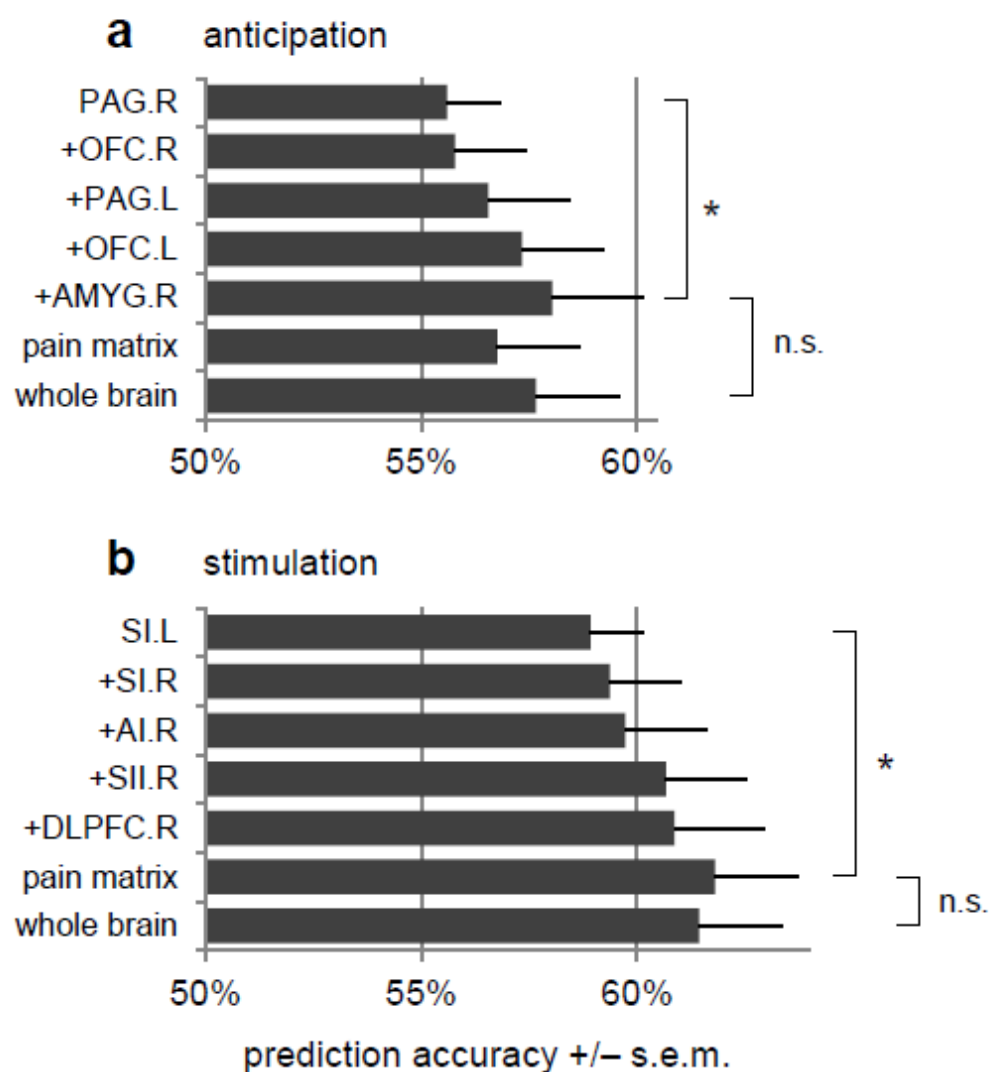 a anticipation
PAG.R
+OFC.R
+PAG.L
+OFC.L
+AMYG.R
pain matrix
whole brain
*
n.s.
50% 55% 60%
b stimulation
SI.L
+SI.R
+AI.R
+SII.R
+DLPFC.R
pain matrix
whole brain
*
n.s.
50% 55% 60%
prediction accuracy +/– s.e.m.